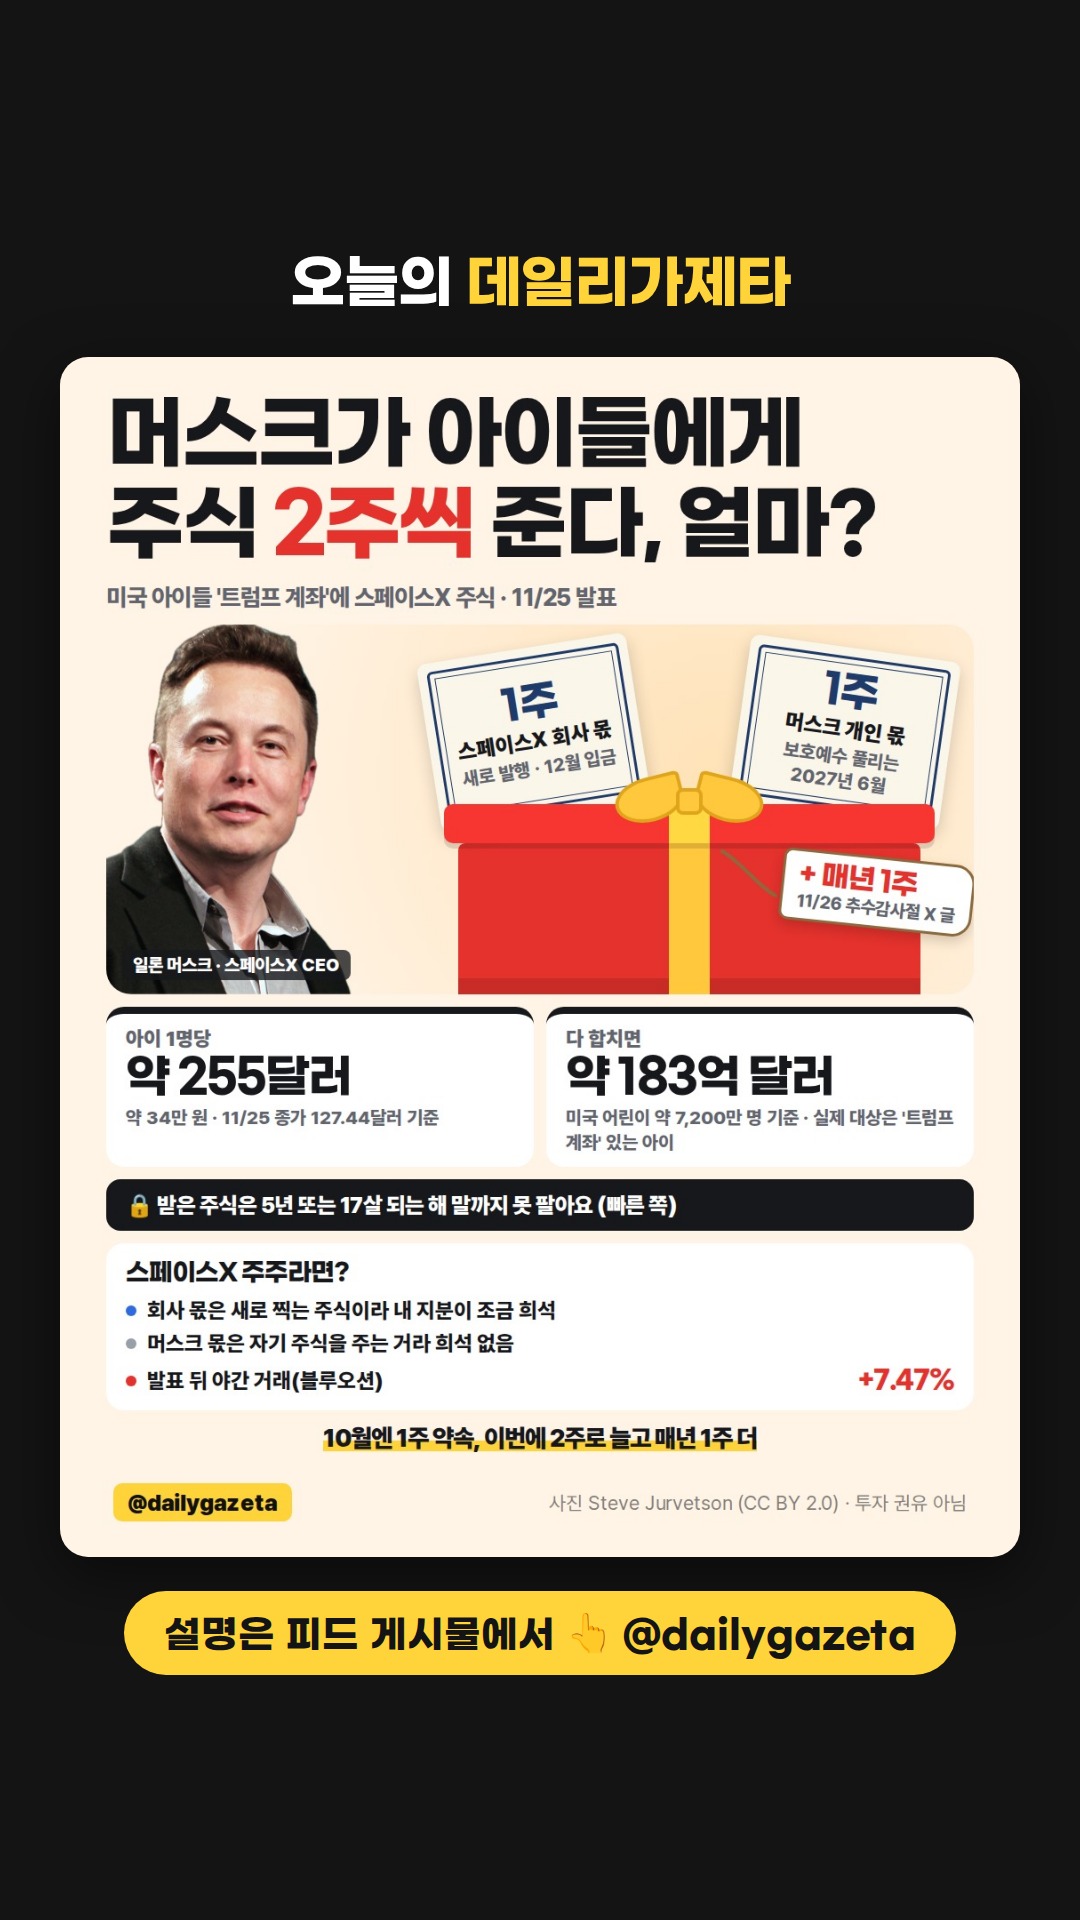 오늘의 데일리가제타
머스크가 아이들에게
주식 2주씩 준다, 얼마?
미국 아이들 '트럼프 계좌'에 스페이스X 주식 · 11/25 발표
1주
스페이스X 회사 몫
새로 발행 · 12월 입금
1주
머스크 개인 몫
보호예수 풀리는
2027년 6월
+ 매년 1주
11/26 추수감사절 X 글
일론 머스크 · 스페이스X CEO
아이 1명당
약 255달러
약 34만 원 · 11/25 종가 127.44달러 기준
다 합치면
약 183억 달러
미국 어린이 약 7,200만 명 기준 · 실제 대상은 '트럼프
계좌' 있는 아이
🔒 받은 주식은 5년 또는 17살 되는 해 말까지 못 팔아요 (빠른 쪽)
스페이스X 주주라면?
회사 몫은 새로 찍는 주식이라 내 지분이 조금 희석
머스크 몫은 자기 주식을 주는 거라 희석 없음
발표 뒤 야간 거래(블루오션) +7.47%
10월엔 1주 약속, 이번에 2주로 늘고 매년 1주 더
@dailygazeta
사진 Steve Jurvetson (CC BY 2.0) · 투자 권유 아님
설명은 피드 게시물에서 👆 @dailygazeta